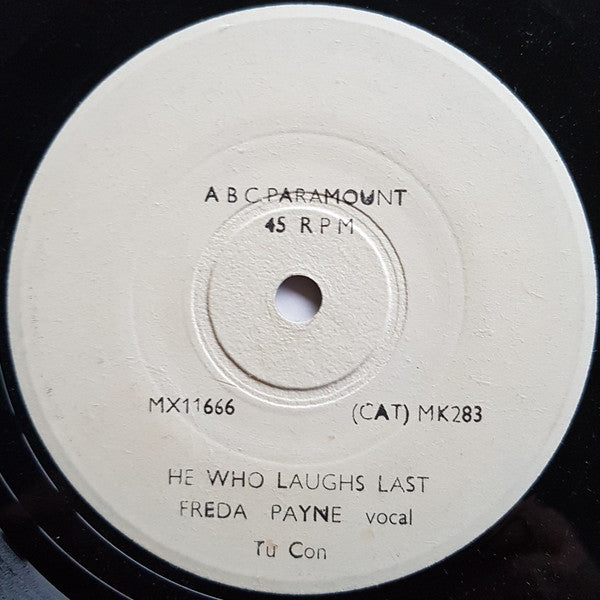 A B C PARAMOUNT
45 R P M
MX11666 (CAT) MK283
HE WHO LAUGHS LAST
FREDA PAYNE vocal
Tu Con